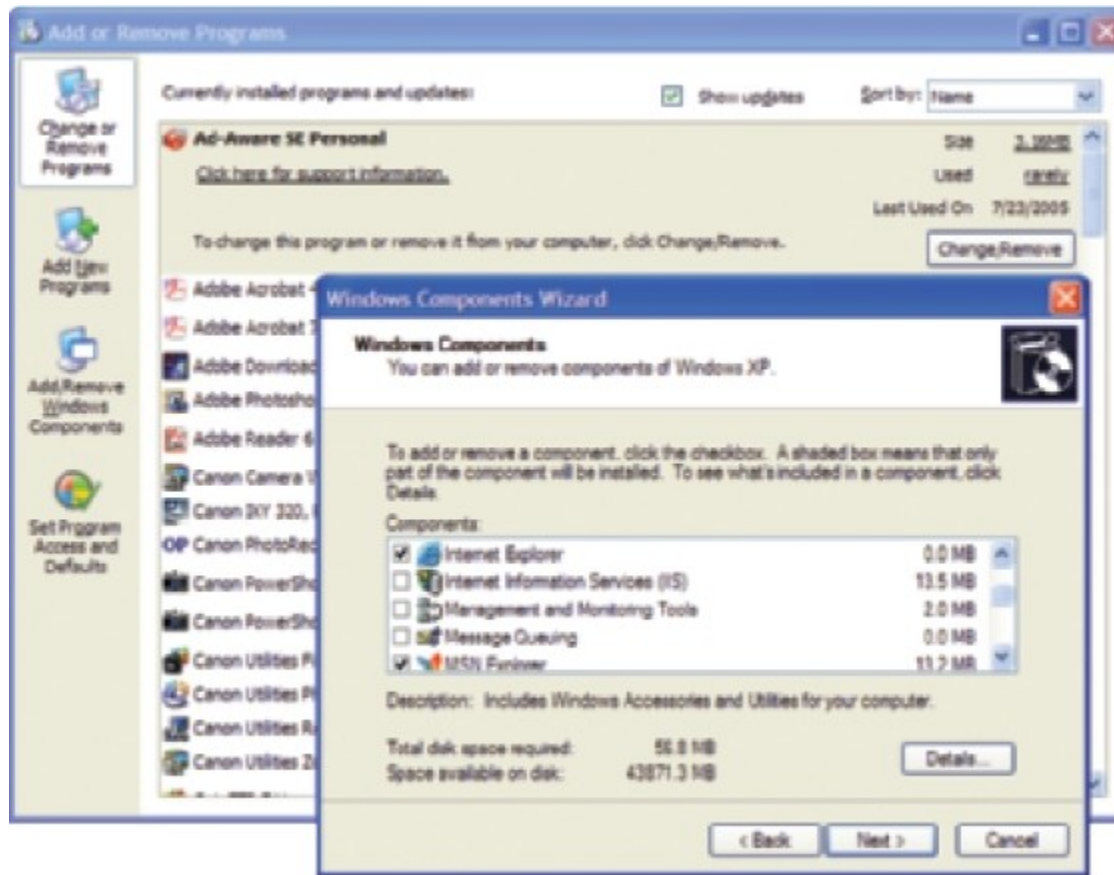 Add or Remove Programs
Change or
Remove
Programs
Add New
Programs
Add/Remove
Windows
Components
Set Program
Access and
Defaults
Currently installed programs and updates:
Show updates
Sort by: Name
Ad-Aware SE Personal
Size
Click here for support information.
Used rarely
Last Used On 7/23/2005
To change this program or remove it from your computer, click Change/Remove.
Change/Remove
Adobe Acrobat 4
Adobe Acrobat 7
Adobe Download
Adobe Photosho
Adobe Reader 6
Canon Camera
Canon IXY 320,
OP Canon PhotoRec
Canon PowerSho
Canon PowerSho
Canon Utilities
Canon Utilities
Canon Utilities
Canon Utilities
Windows Components Wizard
Windows Components
You can add or remove components of Windows XP.
To add or remove a component, click the checkbox. A shaded box means that only
part of the component will be installed. To see what's included in a component, click
Details.
Components:
Internet Explorer 0.0 MB
Internet Information Services (IIS) 13.5 MB
Management and Monitoring Tools 2.0 MB
Message Queuing 0.0 MB
MSN Explorer 13.2 MB
Description: Includes Windows Accessories and Utilities for your computer.
Total disk space required: 56.8 MB
Space available on disk: 43871.3 MB
Details...
< Back
Next >
Cancel